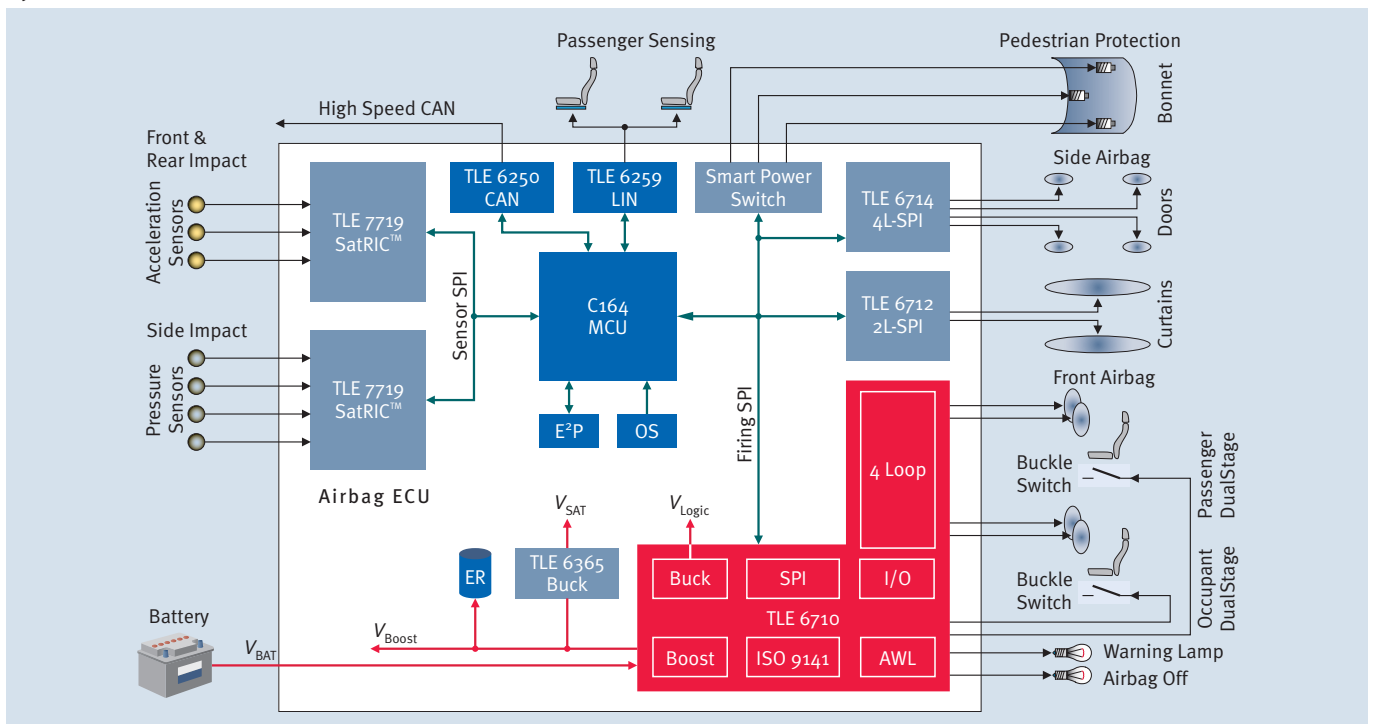 Passenger Sensing
Pedestrian Protection
Bonnet
High Speed CAN
Front &
Rear Impact
Acceleration
Sensors
TLE 7719
SatRIC™
TLE 6250
CAN
TLE 6259
LIN
Smart Power
Switch
TLE 6714
4L-SPI
Side Airbag
Doors
Sensor SPI
C164
MCU
TLE 6712
2L-SPI
Curtains
Side Impact
Pressure
Sensors
TLE 7719
SatRIC™
E²P
OS
Firing SPI
Front Airbag
4 Loop
Buckle
Switch
Passenger
DualStage
Airbag ECU
V_SAT
V_Logic
ER
TLE 6365
Buck
Buck
SPI
I/O
TLE 6710
Buckle
Switch
Occupant
DualStage
Battery
V_BAT
V_Boost
Boost
ISO 9141
AWL
Warning Lamp
Airbag Off